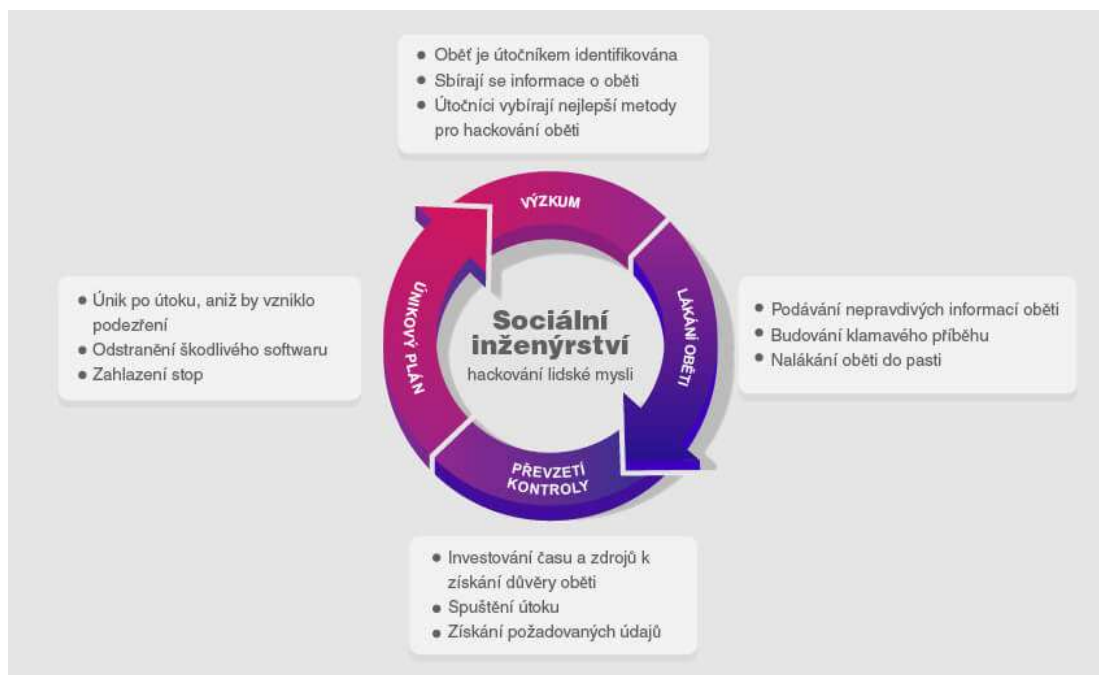 Oběť je útočníkem identifikována
Sbírají se informace o oběti
Útočníci vybírají nejlepší metody
pro hackování oběti
VÝZKUM
LÁKÁNÍ OBĚTI
Podávání nepravdivých informací oběti
Budování klamavého příběhu
Nalákání oběti do pasti
PŘEVZETÍ
KONTROLY
Investování času a zdrojů k
získání důvěry oběti
Spuštění útoku
Získání požadovaných údajů
ÚNIKOVÝ PLÁN
Únik po útoku, aniž by vzniklo
podezření
Odstranění škodlivého softwaru
Zahlazení stop
Sociální
inženýrství
hackování lidské mysli